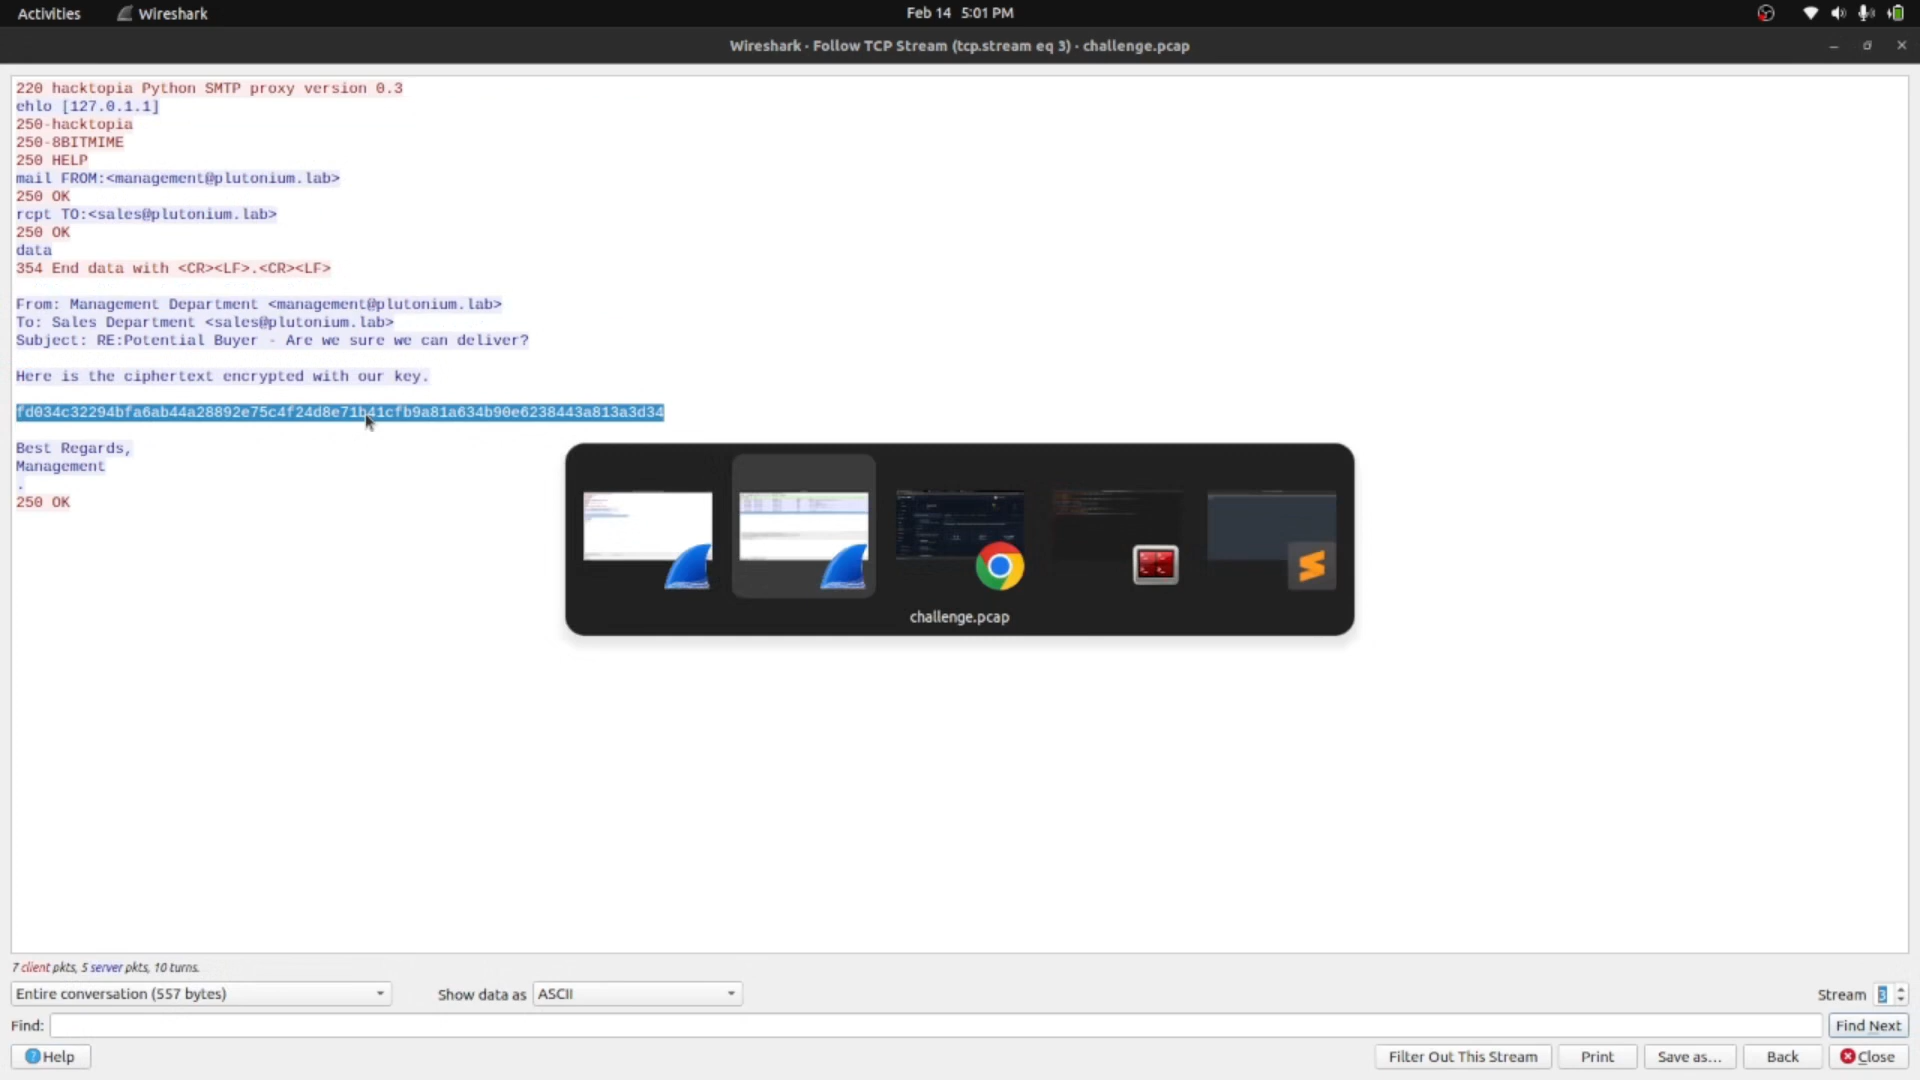 Activities Wireshark Feb 14 5:01 PM
Wireshark · Follow TCP Stream (tcp.stream eq 3) · challenge.pcap
220 hacktopia Python SMTP proxy version 0.3
ehlo [127.0.1.1]
250-hacktopia
250-8BITMIME
250 HELP
mail FROM:<management@plutonium.lab>
250 OK
rcpt TO:<sales@plutonium.lab>
250 OK
data
354 End data with <CR><LF>.<CR><LF>
From: Management Department <management@plutonium.lab>
To: Sales Department <sales@plutonium.lab>
Subject: RE:Potential Buyer - Are we sure we can deliver?
Here is the ciphertext encrypted with our key.
fd034c32294bfa6ab44a28892e75c4f24d8e71b41cfb9a81a634b90e6238443a813a3d34
Best Regards,
Management
.
250 OK
challenge.pcap
7 client pkts, 5 server pkts, 10 turns.
Entire conversation (557 bytes) Show data as ASCII Stream 3
Find: Find Next
Help Filter Out This Stream Print Save as… Back Close